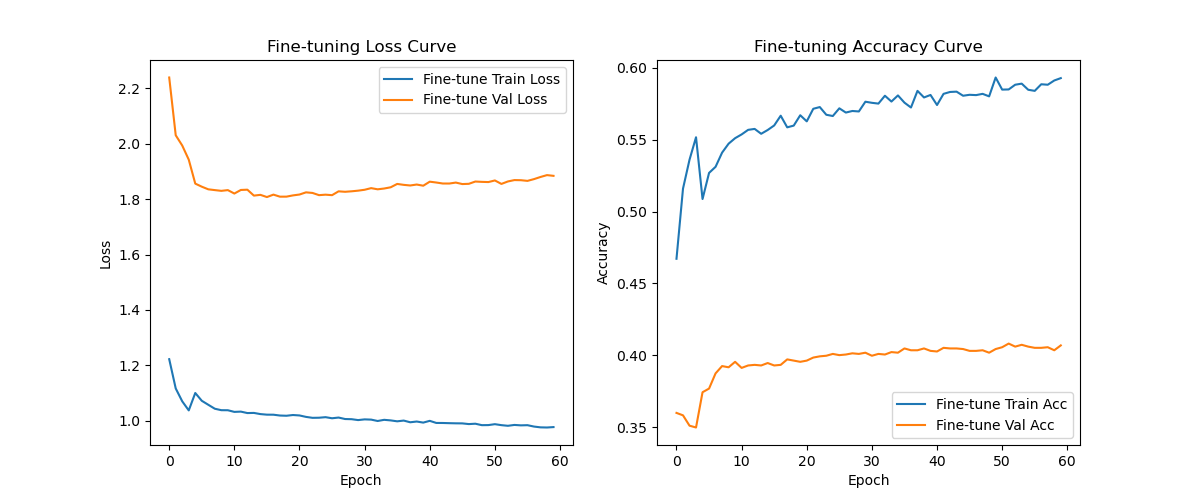 Fine-tuning Loss Curve
Loss
2.2
2.0
1.8
1.6
1.4
1.2
1.0
0 10 20 30 40 50 60
Epoch
Fine-tune Train Loss
Fine-tune Val Loss
Fine-tuning Accuracy Curve
Accuracy
0.60
0.55
0.50
0.45
0.40
0.35
0 10 20 30 40 50 60
Epoch
Fine-tune Train Acc
Fine-tune Val Acc